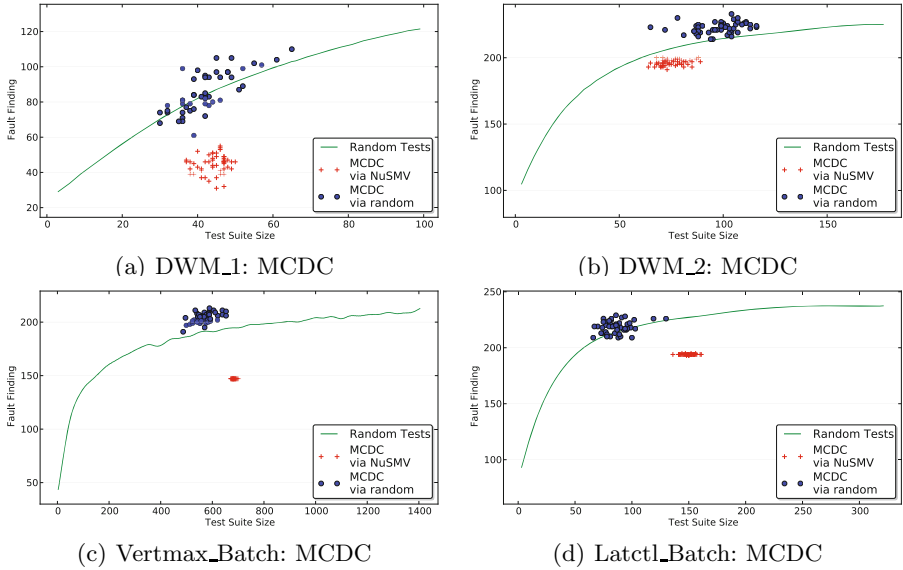 120
100
80
60
40
20
Fault Finding
0
20
40
60
80
100
Test Suite Size
Random Tests
MCDC
via NuSMV
MCDC
via random
(a) DWM_1: MCDC
200
150
100
Fault Finding
0
50
100
150
Test Suite Size
Random Tests
MCDC
via NuSMV
MCDC
via random
(b) DWM_2: MCDC
200
150
100
50
Fault Finding
0
200
400
600
800
1000
1200
1400
Test Suite Size
Random Tests
MCDC
via NuSMV
MCDC
via random
(c) Vertmax_Batch: MCDC
250
200
150
100
Fault Finding
0
50
100
150
200
250
300
Test Suite Size
Random Tests
MCDC
via NuSMV
MCDC
via random
(d) Latctl_Batch: MCDC